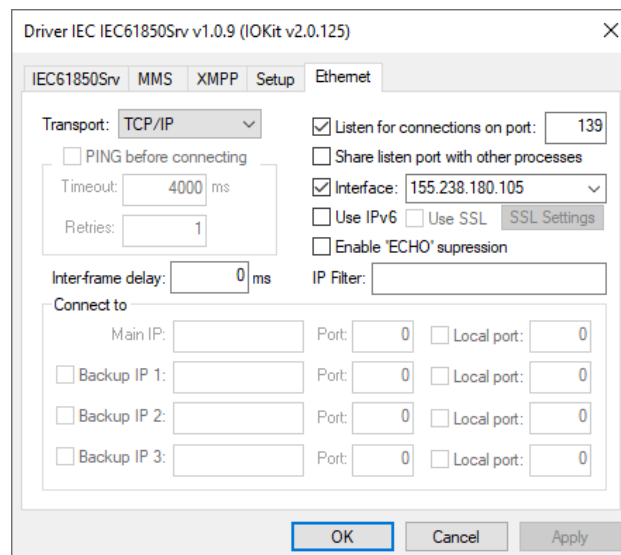 Driver IEC IEC61850Srv v1.0.9 (IOKit v2.0.125)
IEC61850Srv MMS XMPP Setup Ethernet
Transport: TCP/IP
Listen for connections on port: 139
PING before connecting
Share listen port with other processes
Timeout: 4000 ms
Interface: 155.238.180.105
Use IPv6 Use SSL SSL Settings
Retries: 1
Enable "ECHO" supression
Inter-frame delay: 0 ms IP Filter:
Connect to
Main IP: Port: 0 Local port: 0
Backup IP 1: Port: 0 Local port: 0
Backup IP 2: Port: 0 Local port: 0
Backup IP 3: Port: 0 Local port: 0
OK Cancel Apply